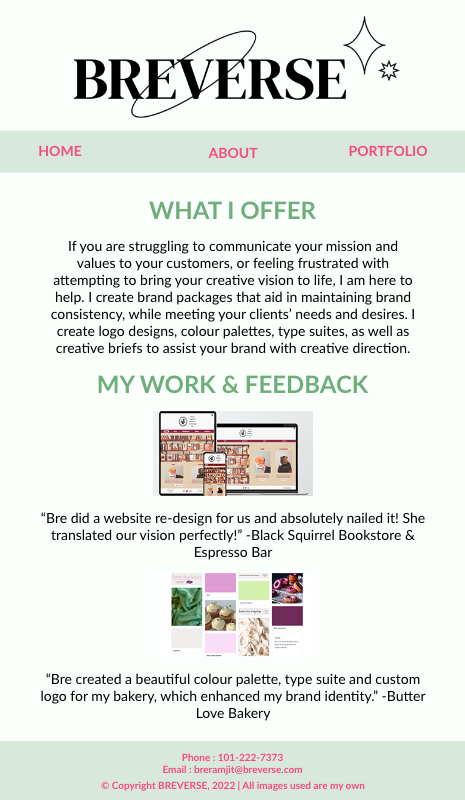 BREVERSE
HOME
ABOUT
PORTFOLIO
WHAT I OFFER
If you are struggling to communicate your mission and
values to your customers, or feeling frustrated with
attempting to bring your creative vision to life, I am here to
help. I create brand packages that aid in maintaining brand
consistency, while meeting your clients’ needs and desires. I
create logo designs, colour palettes, type suites, as well as
creative briefs to assist your brand with creative direction.
MY WORK & FEEDBACK
“Bre did a website re-design for us and absolutely nailed it! She
translated our vision perfectly!” -Black Squirrel Bookstore &
Espresso Bar
“Bre created a beautiful colour palette, type suite and custom
logo for my bakery, which enhanced my brand identity.” -Butter
Love Bakery
Phone : 101-222-7373
Email : breramjit@breverse.com
© Copyright BREVERSE, 2022 | All images used are my own